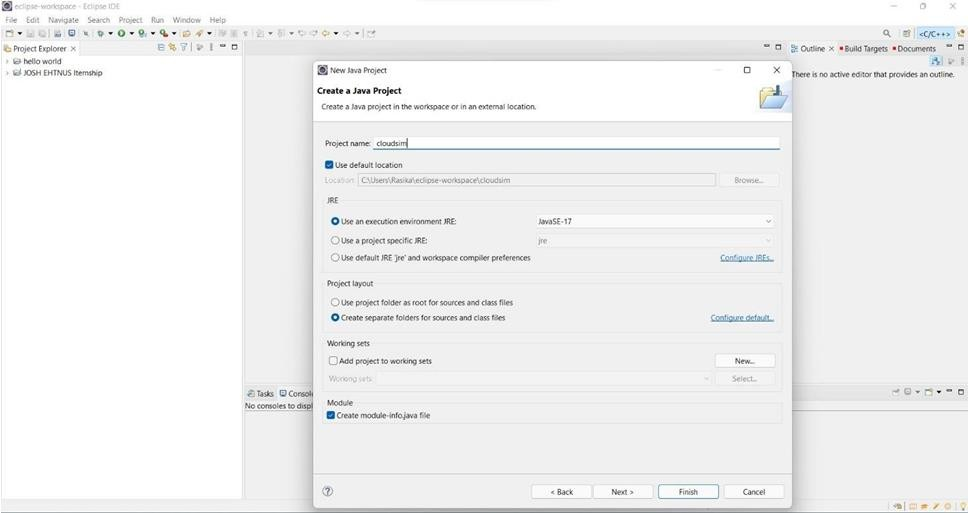 eclipse-workspace - Eclipse IDE
File Edit Navigate Search Project Run Window Help
<C/C++>
Project Explorer
hello world
JOSH EHTNUS Iternship
Outline Build Targets Documents
There is no active editor that provides an outline.
Tasks Console
No consoles to displ
New Java Project
Create a Java Project
Create a Java project in the workspace or in an external location.
Project name: cloudsim
Use default location
Location: C:\Users\Rasika\eclipse-workspace\cloudsim Browse...
JRE
Use an execution environment JRE: JavaSE-17
Use a project specific JRE: jre
Use default JRE 'jre' and workspace compiler preferences Configure JREs...
Project layout
Use project folder as root for sources and class files
Create separate folders for sources and class files Configure default...
Working sets
Add project to working sets New...
Working sets: Select...
Module
Create module-info.java file
? < Back Next > Finish Cancel